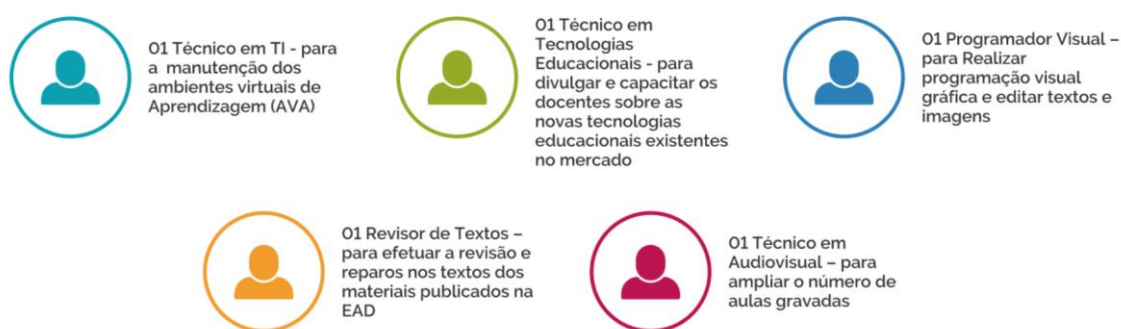 01 Técnico em TI - para
a manutenção dos
ambientes virtuais de
Aprendizagem (AVA)
01 Técnico em
Tecnologias
Educacionais - para
divulgar e capacitar os
docentes sobre as
novas tecnologias
educacionais existentes
no mercado
01 Programador Visual –
para Realizar
programação visual
gráfica e editar textos e
imagens
01 Revisor de Textos –
para efetuar a revisão e
reparos nos textos dos
materiais publicados na
EAD
01 Técnico em
Audiovisual – para
ampliar o número de
aulas gravadas